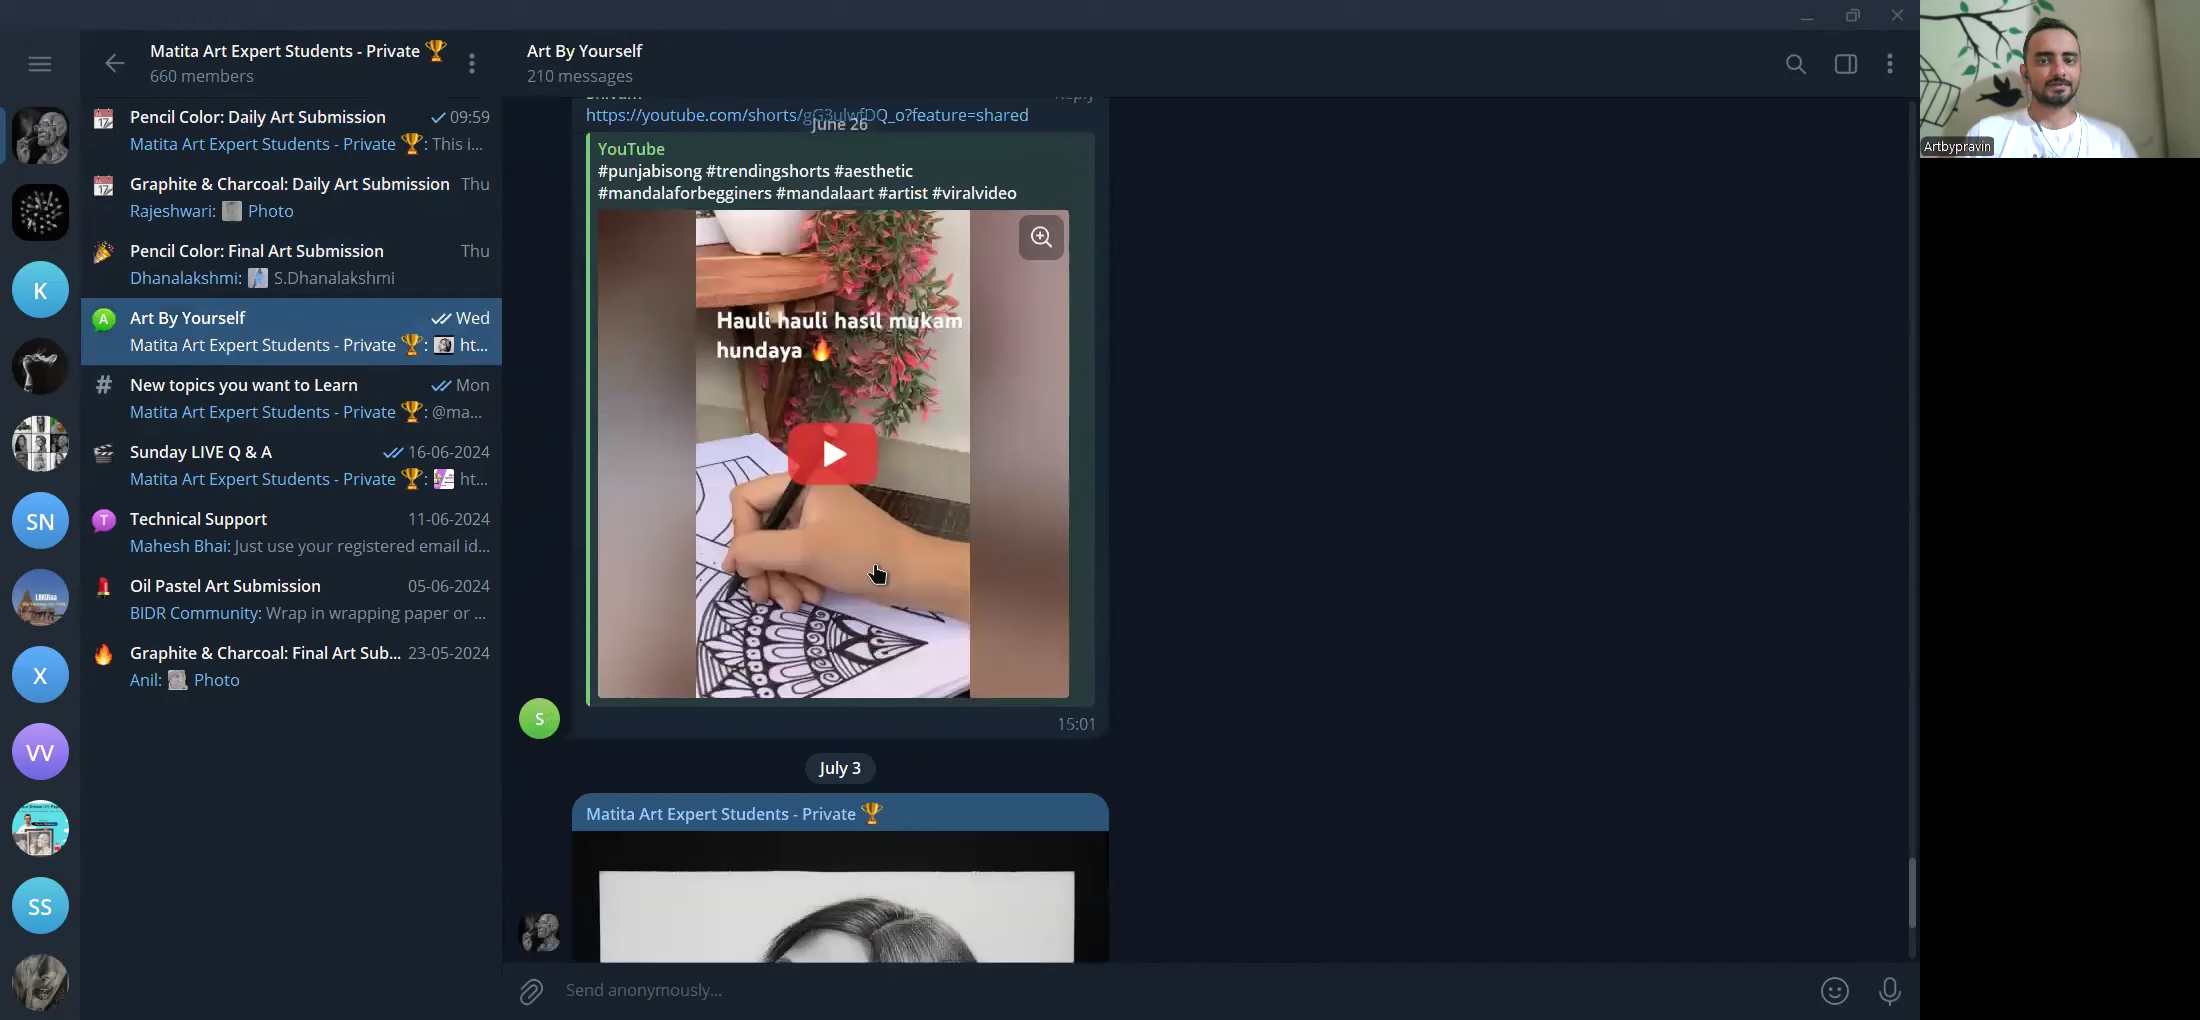 Matita Art Expert Students - Private 🏆
660 members
Pencil Color: Daily Art Submission 09:59
Matita Art Expert Students - Private 🏆: This i...
Graphite & Charcoal: Daily Art Submission Thu
Rajeshwari: Photo
Pencil Color: Final Art Submission Thu
Dhanalakshmi: S.Dhanalakshmi
Art By Yourself Wed
Matita Art Expert Students - Private 🏆: ht...
New topics you want to Learn Mon
Matita Art Expert Students - Private 🏆: @ma...
Sunday LIVE Q & A 16-06-2024
Matita Art Expert Students - Private 🏆: ht...
Technical Support 11-06-2024
Mahesh Bhai: Just use your registered email id...
Oil Pastel Art Submission 05-06-2024
BIDR Community: Wrap in wrapping paper or ...
Graphite & Charcoal: Final Art Sub... 23-05-2024
Anil: Photo
K
SN
X
VV
SS
A
T
17
17
Art By Yourself
210 messages
https://youtube.com/shorts/gG3ulwfDQ_o?feature=shared
June 26
YouTube
#punjabisong #trendingshorts #aesthetic
#mandalaforbegginers #mandalaart #artist #viralvideo
Hauli hauli hasil mukam
hundaya 🔥
S
15:01
July 3
Matita Art Expert Students - Private 🏆
Send anonymously...
Artbypravin